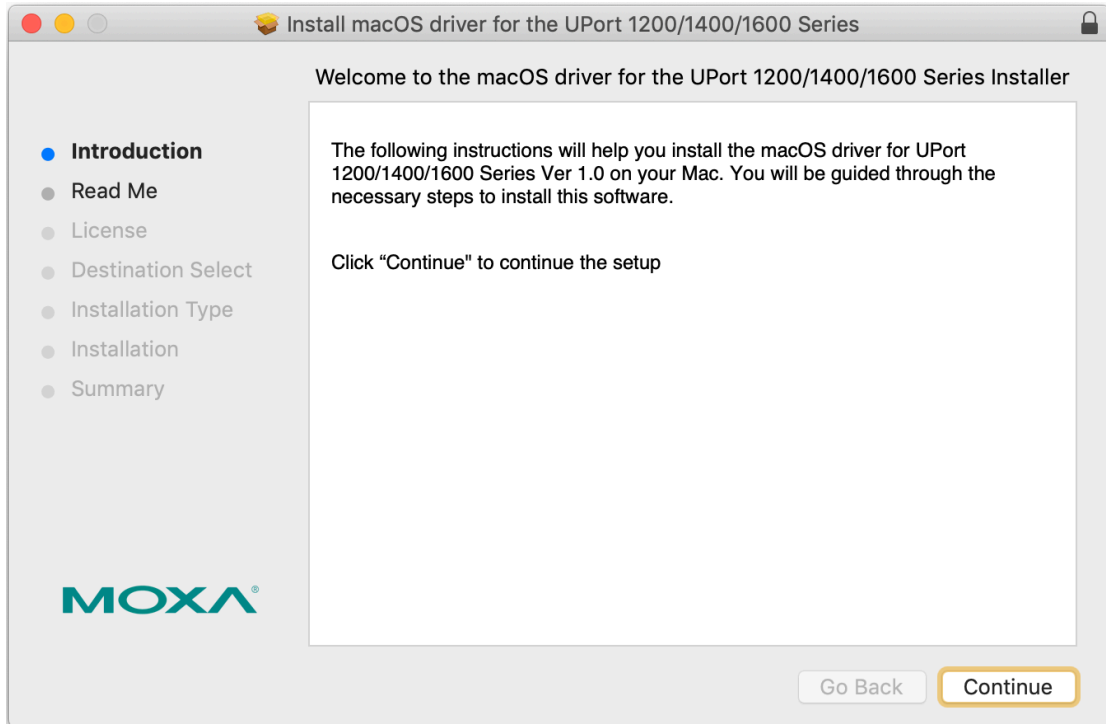 Install macOS driver for the UPort 1200/1400/1600 Series
Welcome to the macOS driver for the UPort 1200/1400/1600 Series Installer
Introduction
Read Me
License
Destination Select
Installation Type
Installation
Summary
The following instructions will help you install the macOS driver for UPort
1200/1400/1600 Series Ver 1.0 on your Mac. You will be guided through the
necessary steps to install this software.
Click “Continue" to continue the setup
MOXA®
Go Back
Continue